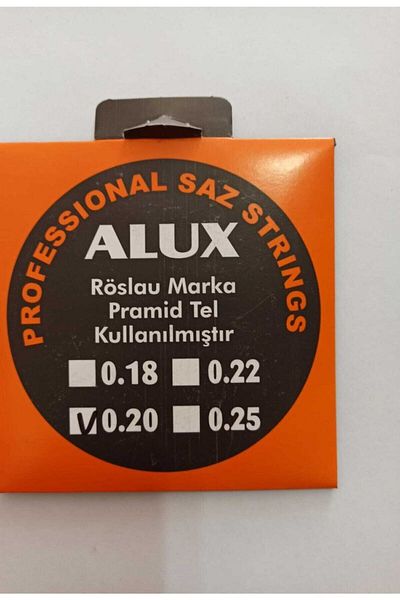 PROFESSIONAL SAZ STRINGS
ALUX
Röslau Marka
Pramid Tel
Kullanılmıştır
0.18 0.22
0.20 0.25